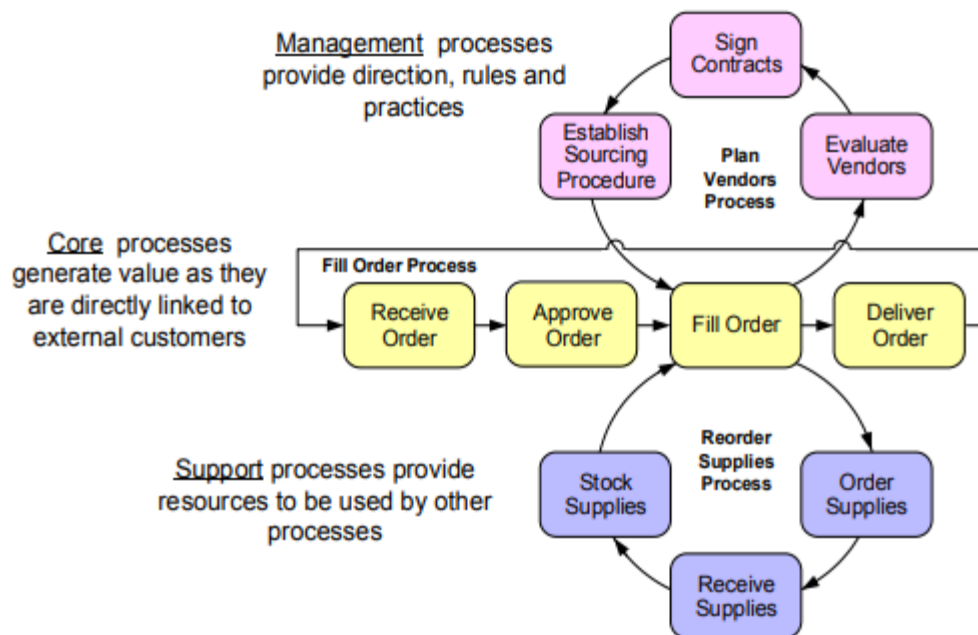 Management processes
provide direction, rules and
practices
Sign
Contracts
Establish
Sourcing
Procedure
Plan
Vendors
Process
Evaluate
Vendors
Core processes
generate value as they
are directly linked to
external customers
Fill Order Process
Receive
Order
Approve
Order
Fill Order
Deliver
Order
Support processes provide
resources to be used by other
processes
Stock
Supplies
Reorder
Supplies
Process
Order
Supplies
Receive
Supplies